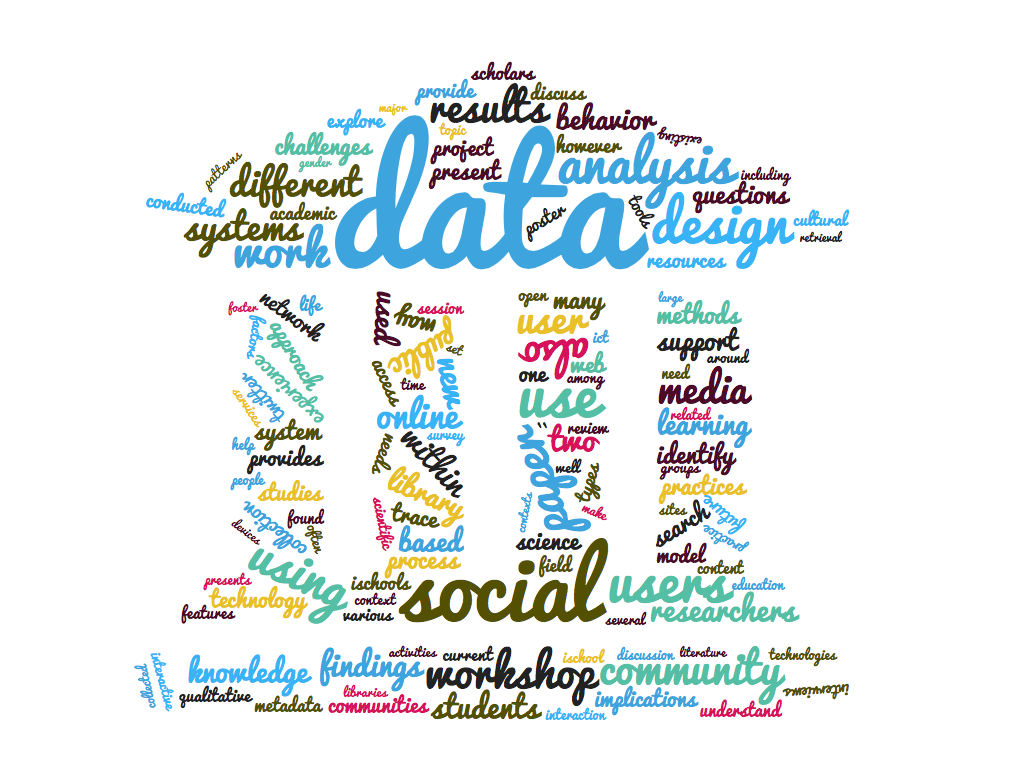 scholars
provide discuss
major results behavior
explore topic existing
challenges project however
gender present analysis including
patterns different questions
conducted academic data poster tools design cultural
systems retrieval
work resources
foster network life
factors approach
experience
twitter
services
system
help provides
people studies
collection found often
devices
using
presents
technology
features
used how session
public set
access time new
online survey
needs within
library
scientific trace
based
process
ischools
context
various
open many
user ict
also web
one among
use
“
review
two
paper well types
contexts make
science
field
social
several
large
methods
support
around
need
media
related
learning
identify
groups
practices
sites future
search practice
model
content
users education
researchers
collected interactive knowledge findings activities current workshop ischool discussion literature community technologies
qualitative libraries implications interviews
metadata communities students interaction understand